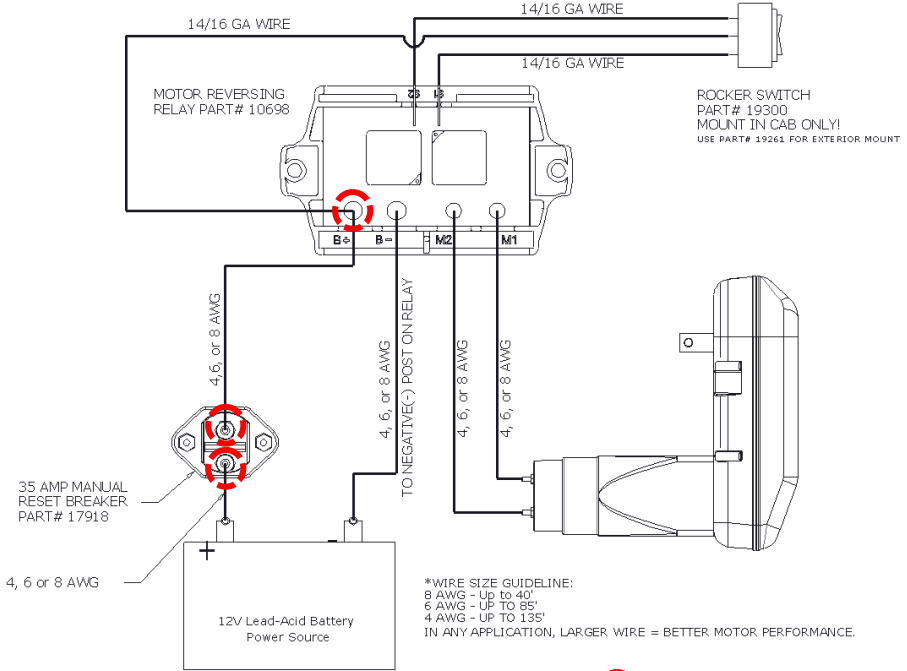 14/16 GA WIRE
14/16 GA WIRE
14/16 GA WIRE
MOTOR REVERSING
RELAY PART# 10698
S2
S1
ROCKER SWITCH
PART# 19300
MOUNT IN CAB ONLY!
USE PART# 19261 FOR EXTERIOR MOUNT
B+
B-
M2
M1
4,6, or 8 AWG
4, 6, or 8 AWG
TO NEGATIVE(-) POST ON RELAY
4, 6, or 8 AWG
4, 6, or 8 AWG
35 AMP MANUAL
RESET BREAKER
PART# 17918
4, 6 or 8 AWG
+
-
12V Lead-Acid Battery
Power Source
*WIRE SIZE GUIDELINE:
8 AWG - Up to 40'
6 AWG - UP TO 85'
4 AWG - UP TO 135'
IN ANY APPLICATION, LARGER WIRE = BETTER MOTOR PERFORMANCE.